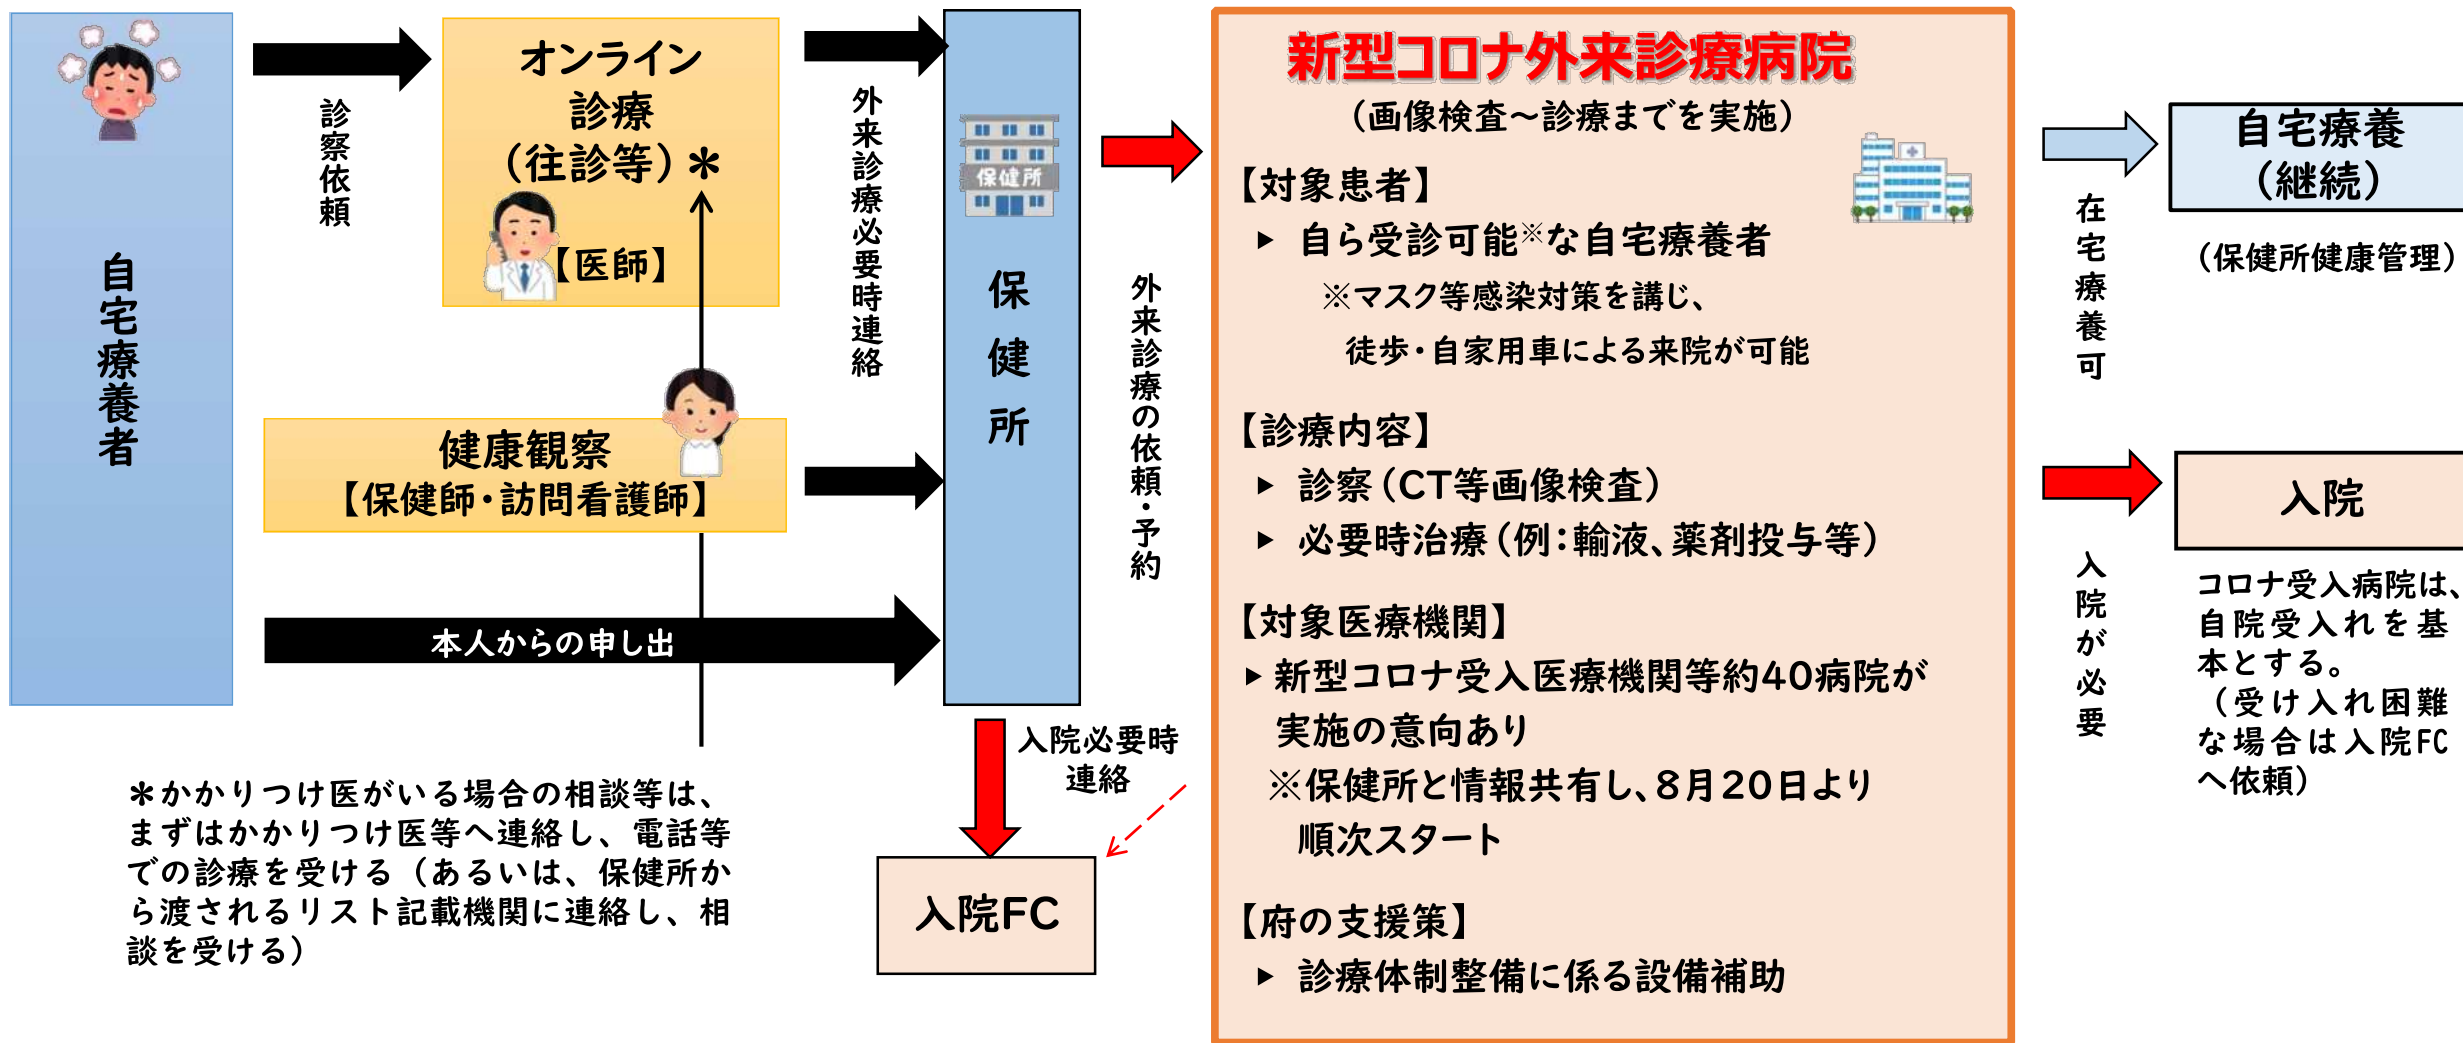 自宅療養者
診察依頼
オンライン
診療
（往診等）＊
【医師】
健康観察
【保健師・訪問看護師】
本人からの申し出
＊かかりつけ医がいる場合の相談等は、
まずはかかりつけ医等へ連絡し、電話等
での診療を受ける（あるいは、保健所か
ら渡されるリスト記載機関に連絡し、相
談を受ける）
外来診療必要時連絡
保健所
保健所
入院必要時
連絡
入院FC
外来診療の依頼・予約
新型コロナ外来診療病院
（画像検査～診療までを実施）
【対象患者】
▶ 自ら受診可能※な自宅療養者
※マスク等感染対策を講じ、
徒歩・自家用車による来院が可能
【診療内容】
▶ 診察（CT等画像検査）
▶ 必要時治療（例：輸液、薬剤投与等）
【対象医療機関】
▶ 新型コロナ受入医療機関等約40病院が
実施の意向あり
※保健所と情報共有し、8月20日より
順次スタート
【府の支援策】
▶ 診療体制整備に係る設備補助
在宅療養可
自宅療養
（継続）
（保健所健康管理）
入院が必要
入院
コロナ受入病院は、
自院受入れを基
本とする。
（受け入れ困難
な場合は入院FC
へ依頼）